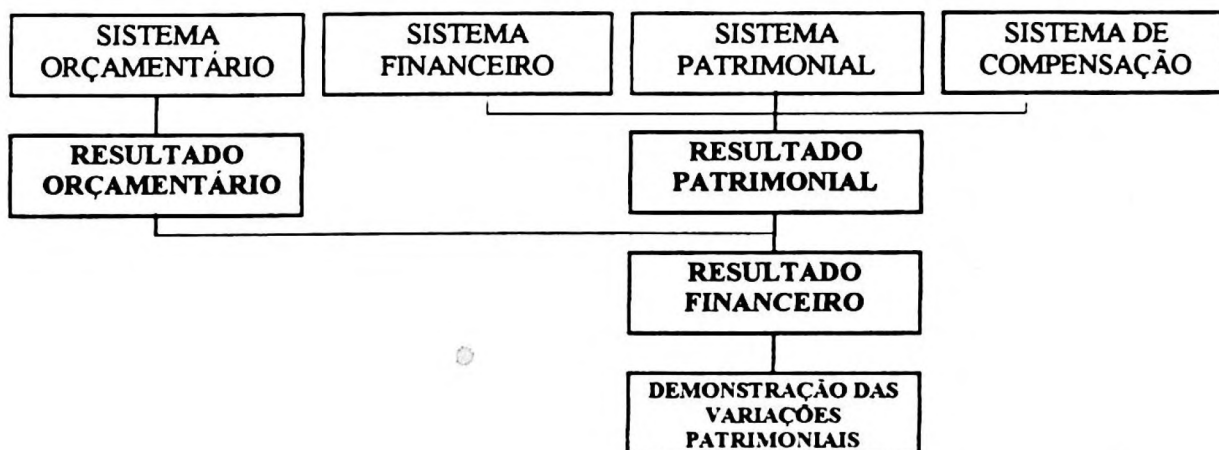 SISTEMA
ORÇAMENTÁRIO
SISTEMA
FINANCEIRO
SISTEMA
PATRIMONIAL
SISTEMA DE
COMPENSAÇÃO
RESULTADO
ORÇAMENTÁRIO
RESULTADO
PATRIMONIAL
RESULTADO
FINANCEIRO
DEMONSTRAÇÃO DAS
VARIAÇÕES
PATRIMONIAIS